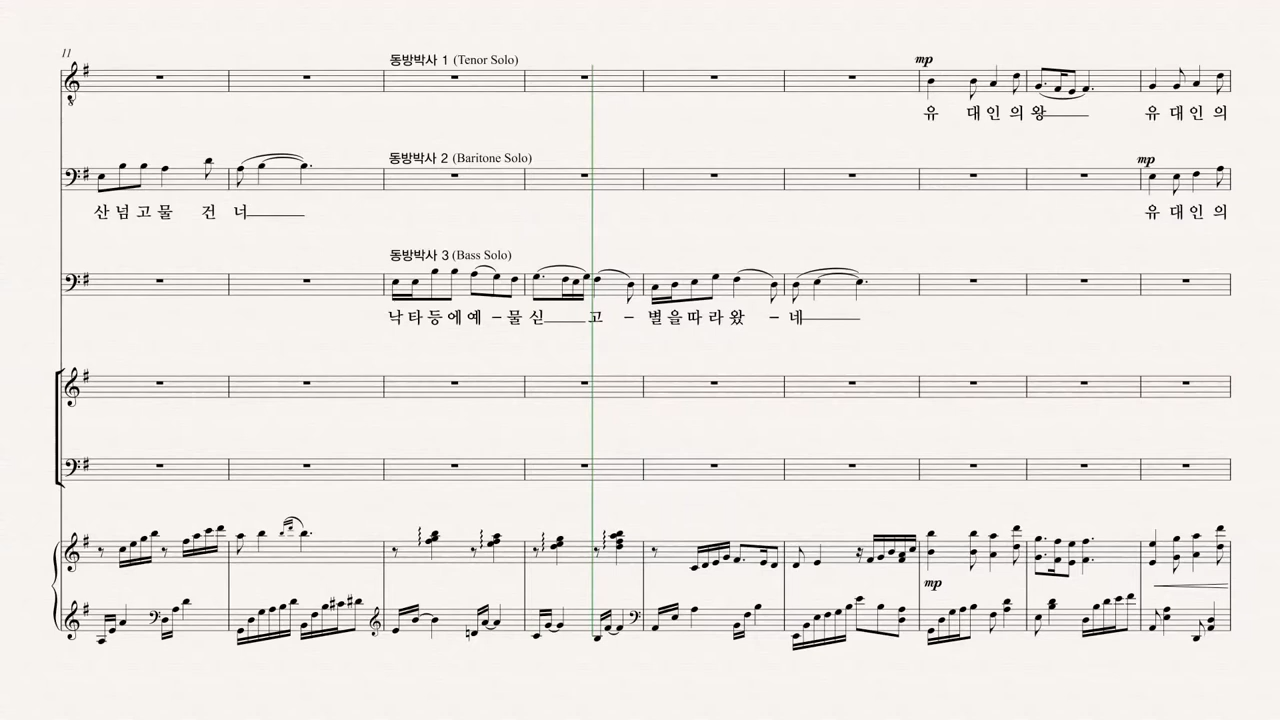 11
동방박사 1 (Tenor Solo)
mp
유 대인 의 왕 유 대 인 의
동방박사 2 (Baritone Solo)
mp
산 넘 고 물 건 너 유 대 인 의
동방박사 3 (Bass Solo)
낙 타 등 에 예 - 물 신 고 - 별 을 따 라 왔 - 네
mp